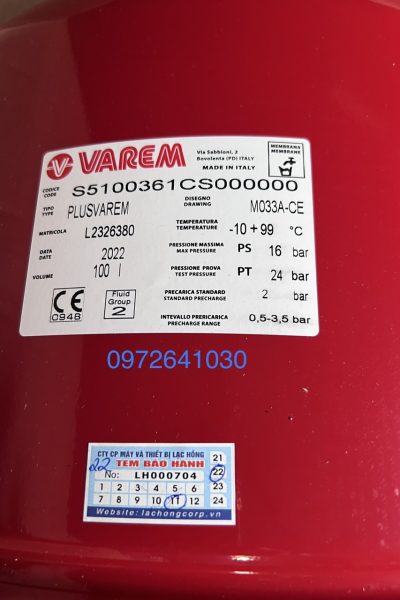 VAREM
Via Sabbioni, 2
Bovolenta (PD) ITALY
MADE IN ITALY
MEMBRANA
MEMBRANE
CODICE
CODE
S5100361CS000000
TIPO
TYPE
PLUSVAREM
DISEGNO
DRAWING
M033A-CE
MATRICOLA
L2326380
TEMPERATURA
TEMPERATURE
-10 + 99 °C
DATA
DATE
2022
PRESSIONE MASSIMA
MAX PRESSURE
PS 16 bar
VOLUME
100 l
PRESSIONE PROVA
TEST PRESSURE
PT 24 bar
CE
0948
Fluid
Group
2
PRECARICA STANDARD
STANDARD PRECHARGE
2 bar
INTERVALLO PRERICARICA
PRECHARGE RANGE
0,5-3,5 bar
0972641030
CTY CP MÁY VÀ THIẾT BỊ LẠC HỒNG
22 TEM BẢO HÀNH 21
No: LH000704 22
1 2 3 4 5 6 23
7 8 9 10 11 12 24
Website: lachongcorp.vn